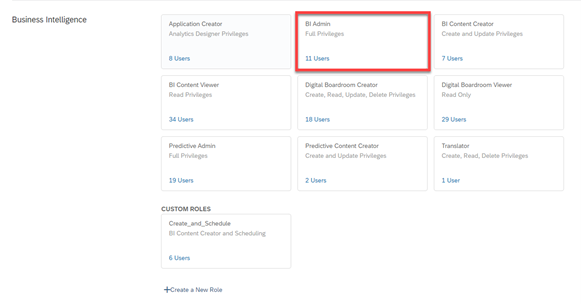 Business Intelligence
Application Creator
Analytics Designer Privileges
8 Users
BI Admin
Full Privileges
11 Users
BI Content Creator
Create and Update Privileges
7 Users
BI Content Viewer
Read Privileges
34 Users
Digital Boardroom Creator
Create, Read, Update, Delete Privileges
18 Users
Digital Boardroom Viewer
Read Only
29 Users
Predictive Admin
Full Privileges
19 Users
Predictive Content Creator
Create and Update Privileges
2 Users
Translator
Create, Read, Delete Privileges
1 User
CUSTOM ROLES
Create_and_Schedule
BI Content Creator and Scheduling
6 Users
+Create a New Role